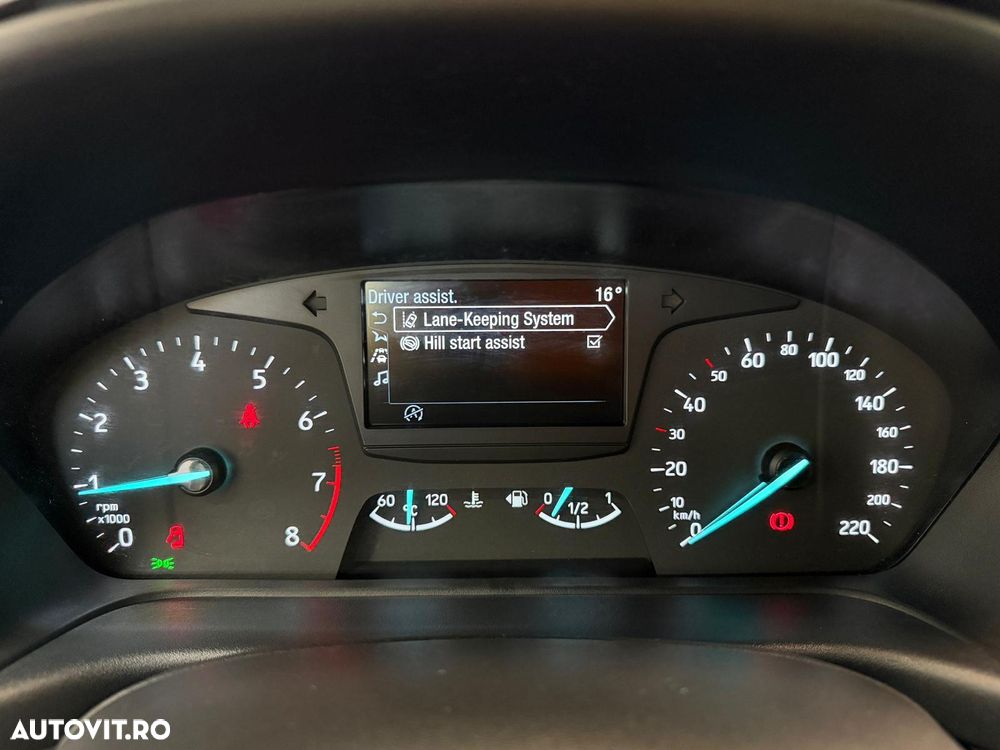 Driver assist. 16°
Lane-Keeping System
Hill start assist
0 1 2 3 4 5 6 7 8
rpm
x1000
60 °C 120
0 1/2 1
0 10 20 30 40 50 60 80 100 120 140 160 180 200 220
km/h
AUTOVIT.RO